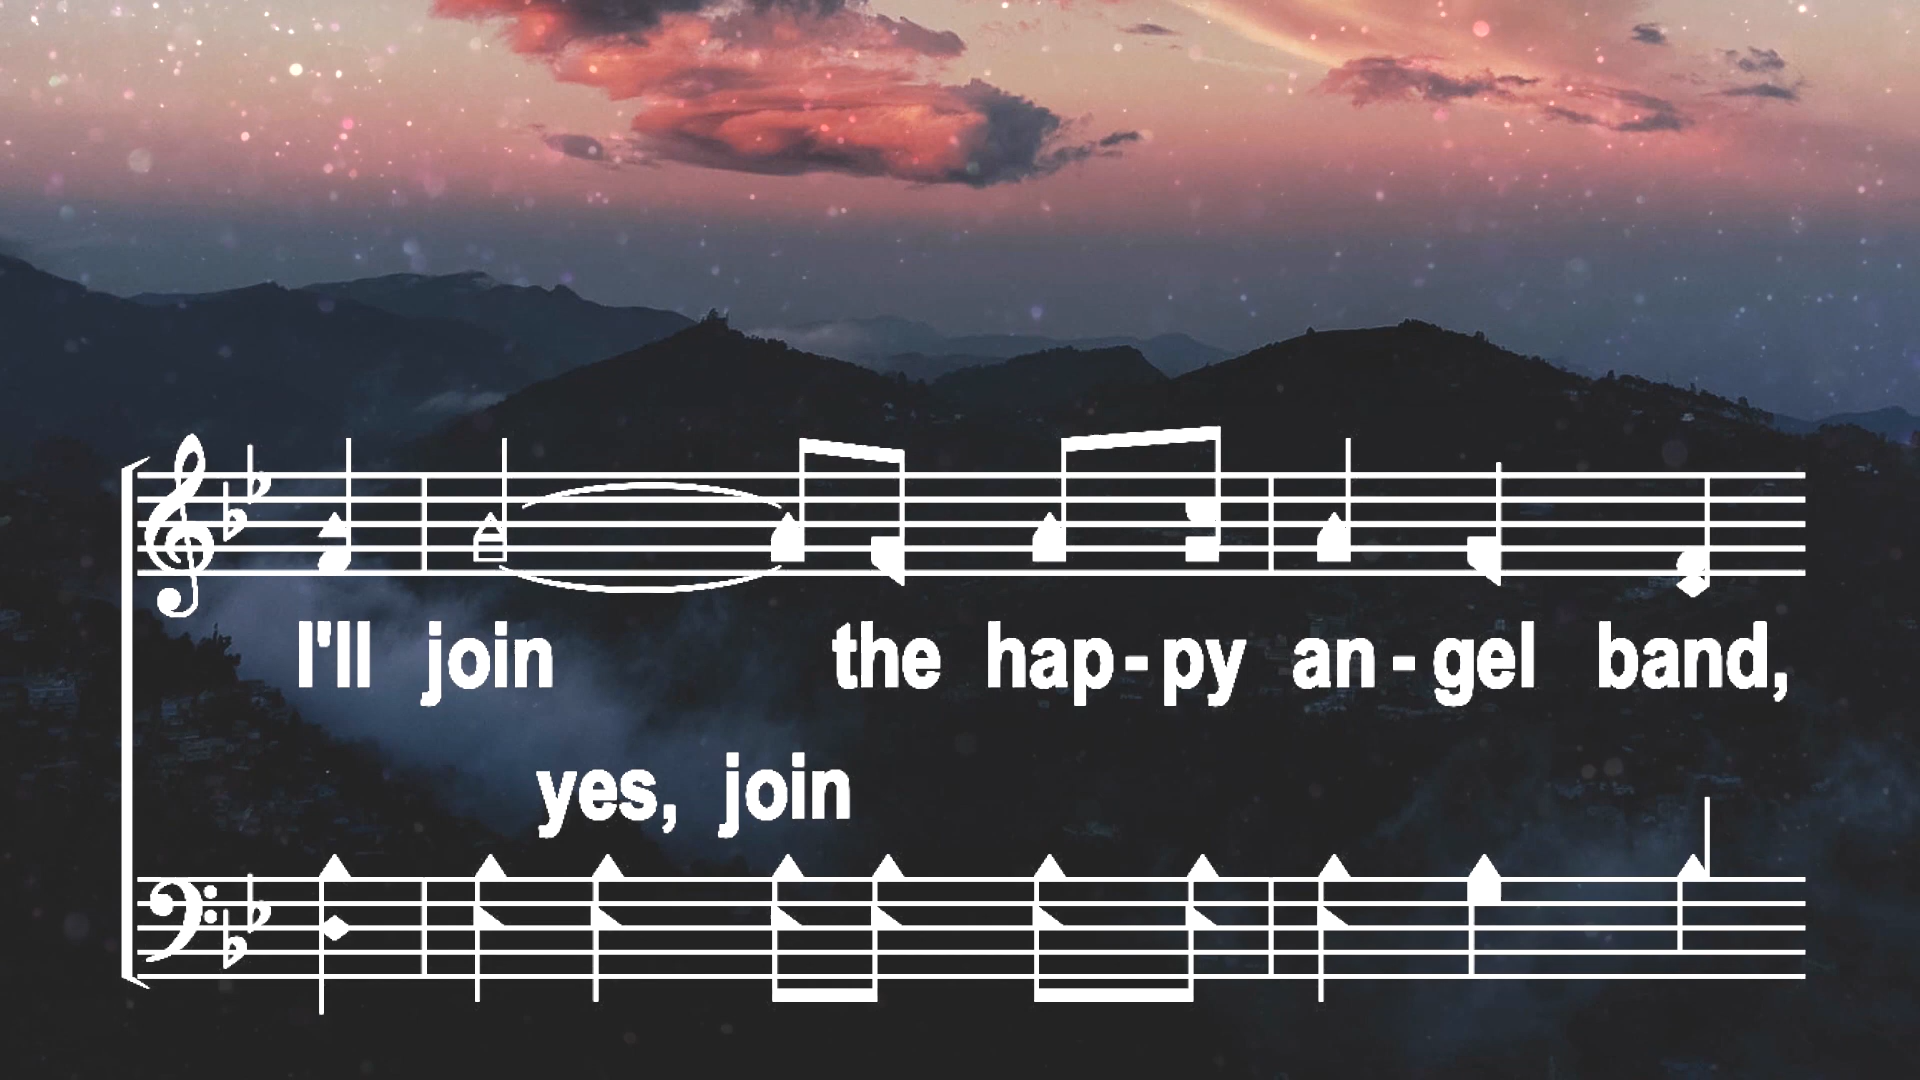 I'll join the hap-py an-gel band,
yes, join